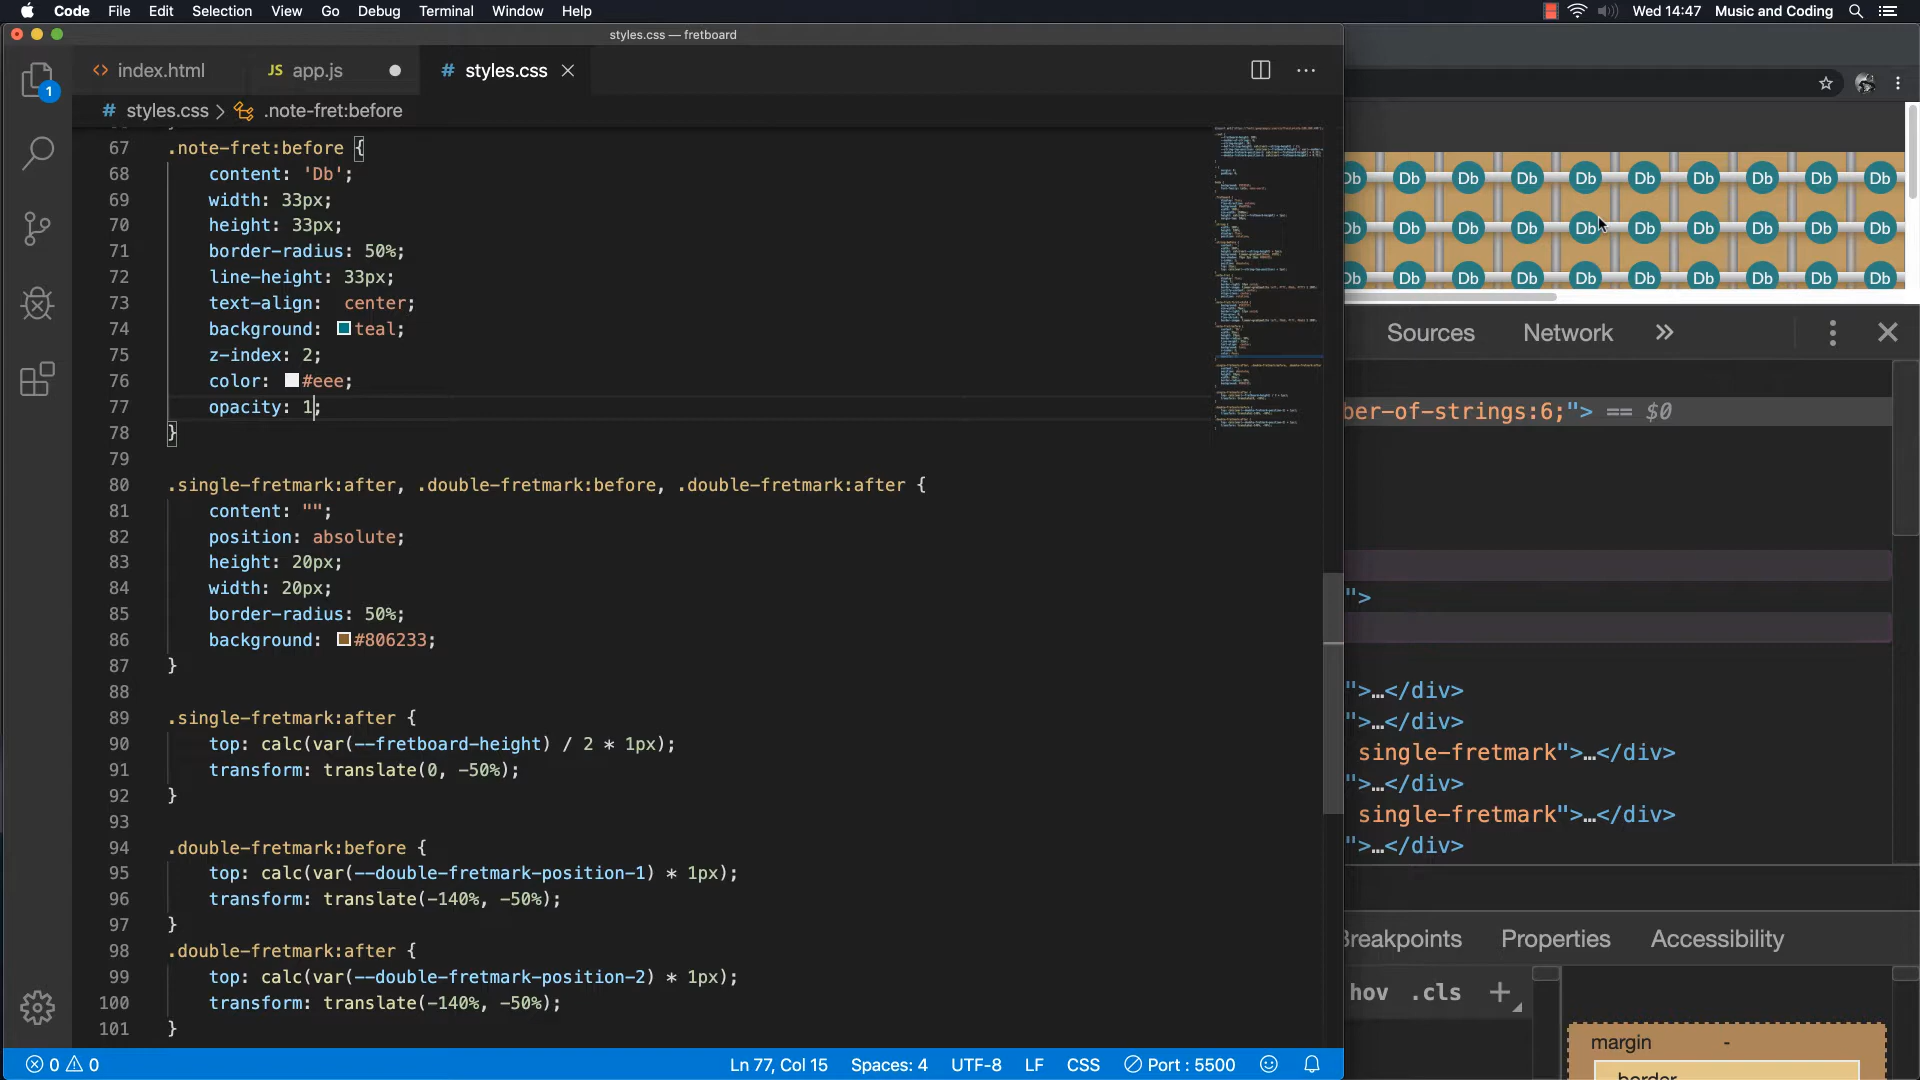 Code File Edit Selection View Go Debug Terminal Window Help Wed 14:47 Music and Coding
styles.css — fretboard
<> index.html JS app.js # styles.css
# styles.css > .note-fret:before
67 .note-fret:before {
68 content: 'Db';
69 width: 33px;
70 height: 33px;
71 border-radius: 50%;
72 line-height: 33px;
73 text-align:  center;
74 background: teal;
75 z-index: 2;
76 color: #eee;
77 opacity: 1;
78 }
79
80 .single-fretmark:after, .double-fretmark:before, .double-fretmark:after {
81 content: "";
82 position: absolute;
83 height: 20px;
84 width: 20px;
85 border-radius: 50%;
86 background: #806233;
87 }
88
89 .single-fretmark:after {
90 top: calc(var(--fretboard-height) / 2 * 1px);
91 transform: translate(0, -50%);
92 }
93
94 .double-fretmark:before {
95 top: calc(var(--double-fretmark-position-1) * 1px);
96 transform: translate(-140%, -50%);
97 }
98 .double-fretmark:after {
99 top: calc(var(--double-fretmark-position-2) * 1px);
100 transform: translate(-140%, -50%);
101 }
1
0 0 Ln 77, Col 15 Spaces: 4 UTF-8 LF CSS Port : 5500
Db Db Db Db Db Db Db Db Db Db
Db Db Db Db Db Db Db Db Db Db
Db Db Db Db Db Db Db Db Db Db
Sources Network »
ber-of-strings:6;"> == $0
">
">…</div>
">…</div>
single-fretmark">…</div>
">…</div>
single-fretmark">…</div>
">…</div>
Breakpoints Properties Accessibility
hov .cls +
margin -
border